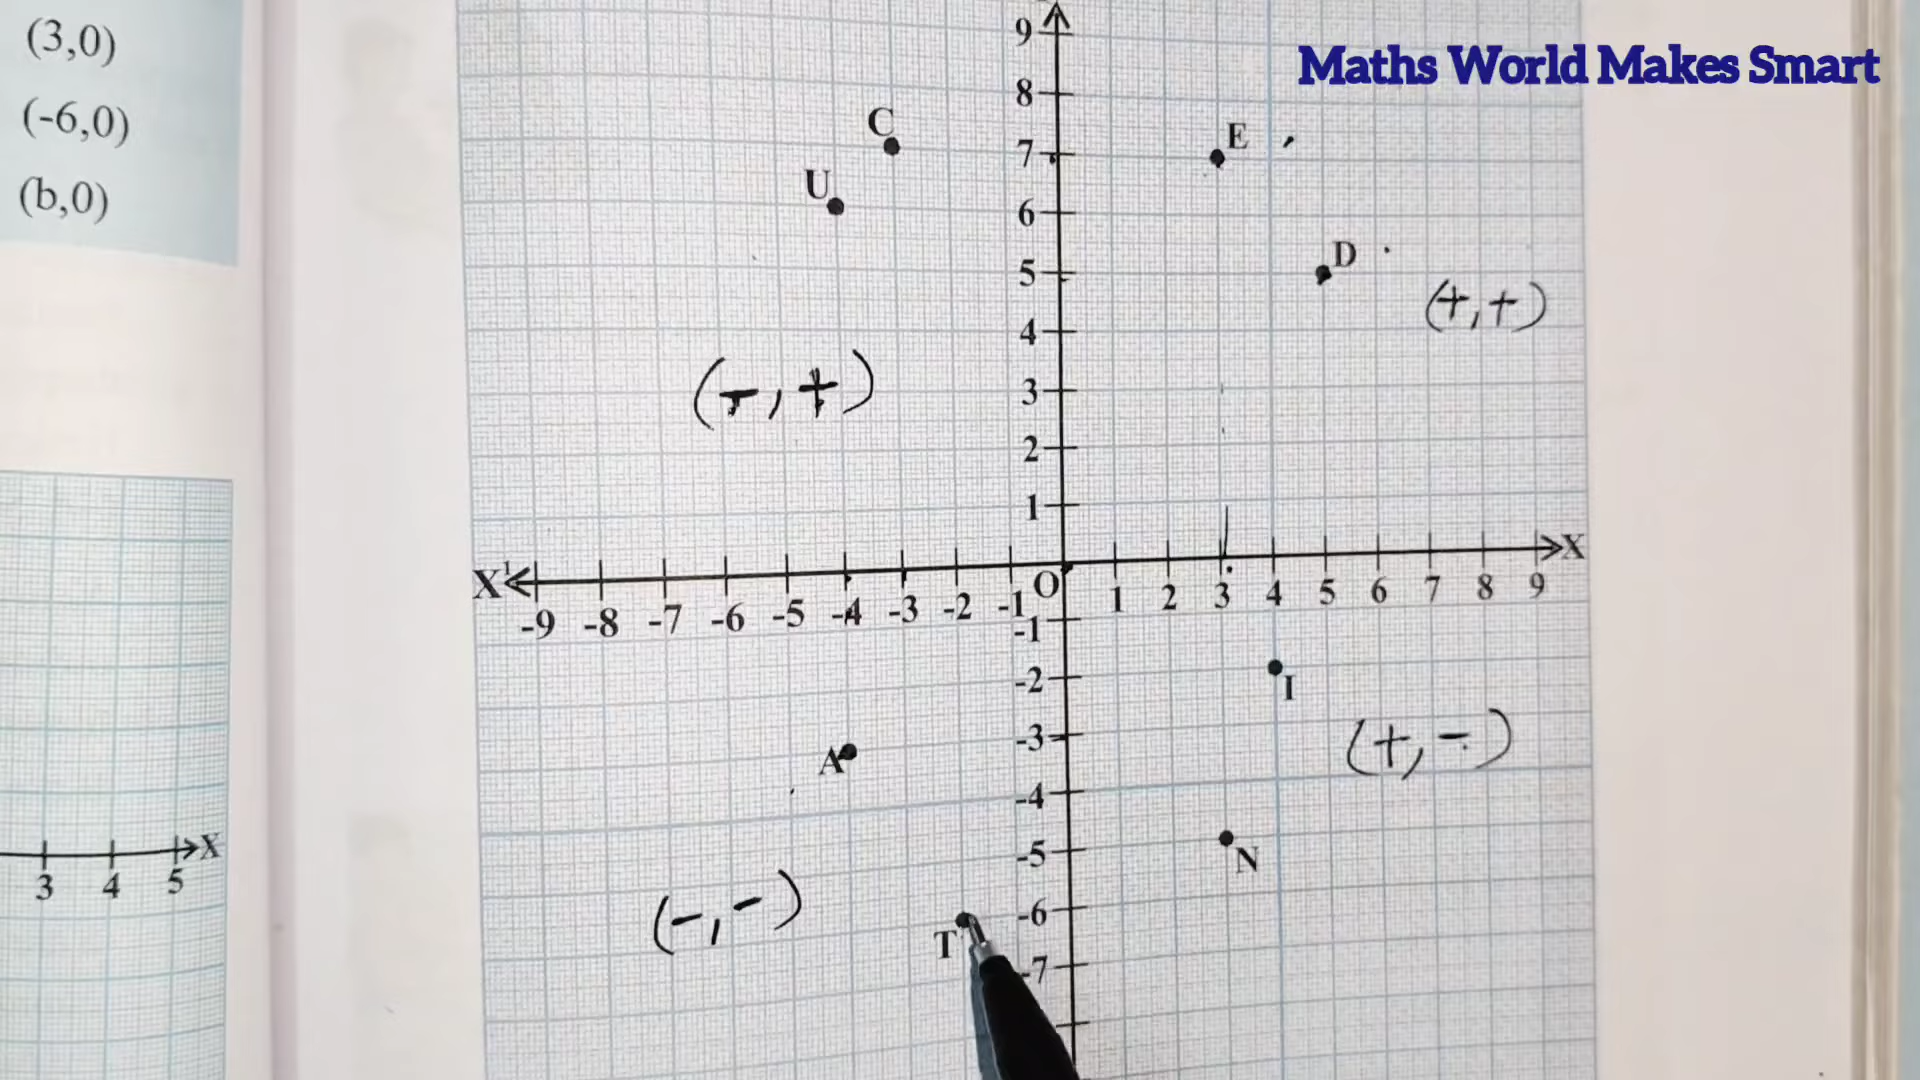 (3,0)
(-6,0)
(b,0)
3 4 5 X
Maths World Makes Smart
9
8
C
7
E
U
6
D
5
(+,+)
4
(-,+)
3
2
1
X¹ O X
-9 -8 -7 -6 -5 -4 -3 -2 -1 1 2 3 4 5 6 7 8 9
-1
-2
I
-3
A
(+,-)
-4
-5
N
(-,-)
-6
T
-7